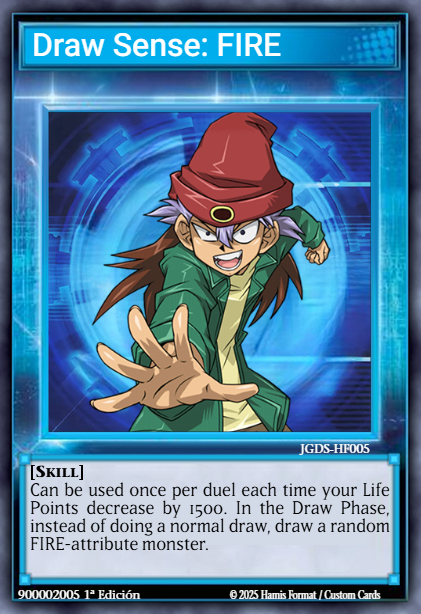 Draw Sense: FIRE
JGDS-HF005
[SKILL]
Can be used once per duel each time your Life
Points decrease by 1500. In the Draw Phase,
instead of doing a normal draw, draw a random
FIRE-attribute monster.
900002005 1ª Edición
© 2025 Hamis Format / Custom Cards